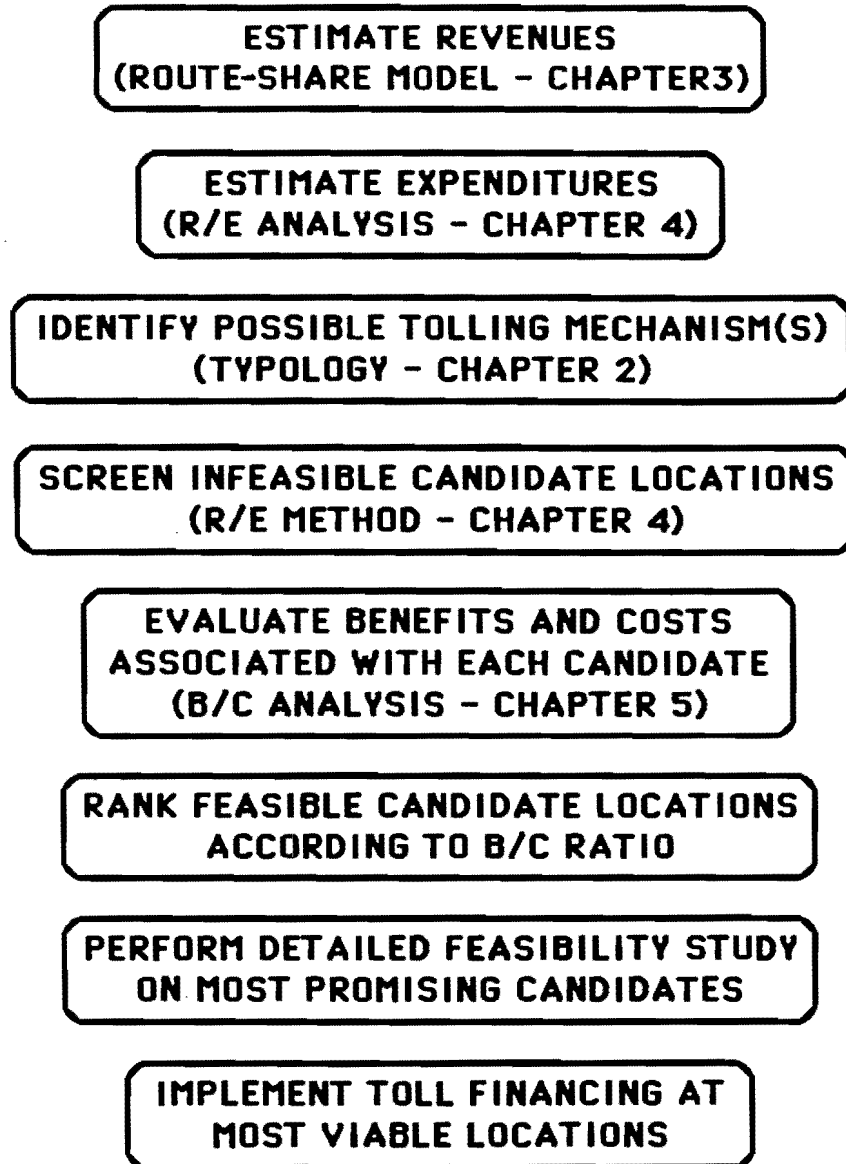 ESTIMATE REVENUES
(ROUTE-SHARE MODEL - CHAPTER3)
ESTIMATE EXPENDITURES
(R/E ANALYSIS - CHAPTER 4)
IDENTIFY POSSIBLE TOLLING MECHANISM(S)
(TYPOLOGY - CHAPTER 2)
SCREEN INFEASIBLE CANDIDATE LOCATIONS
(R/E METHOD - CHAPTER 4)
EVALUATE BENEFITS AND COSTS
ASSOCIATED WITH EACH CANDIDATE
(B/C ANALYSIS - CHAPTER 5)
RANK FEASIBLE CANDIDATE LOCATIONS
ACCORDING TO B/C RATIO
PERFORM DETAILED FEASIBILITY STUDY
ON MOST PROMISING CANDIDATES
IMPLEMENT TOLL FINANCING AT
MOST VIABLE LOCATIONS